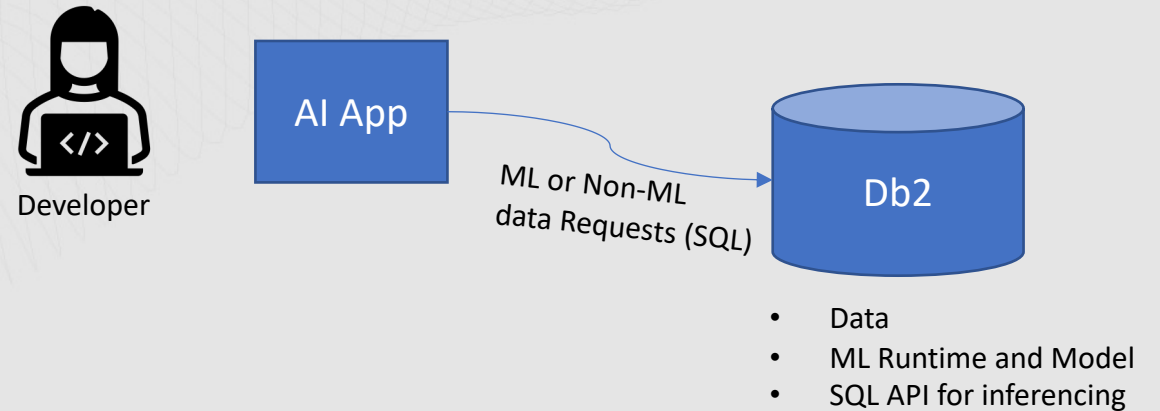 </>
Developer
AI App
ML or Non-ML
data Requests (SQL)
Db2
• Data
• ML Runtime and Model
• SQL API for inferencing